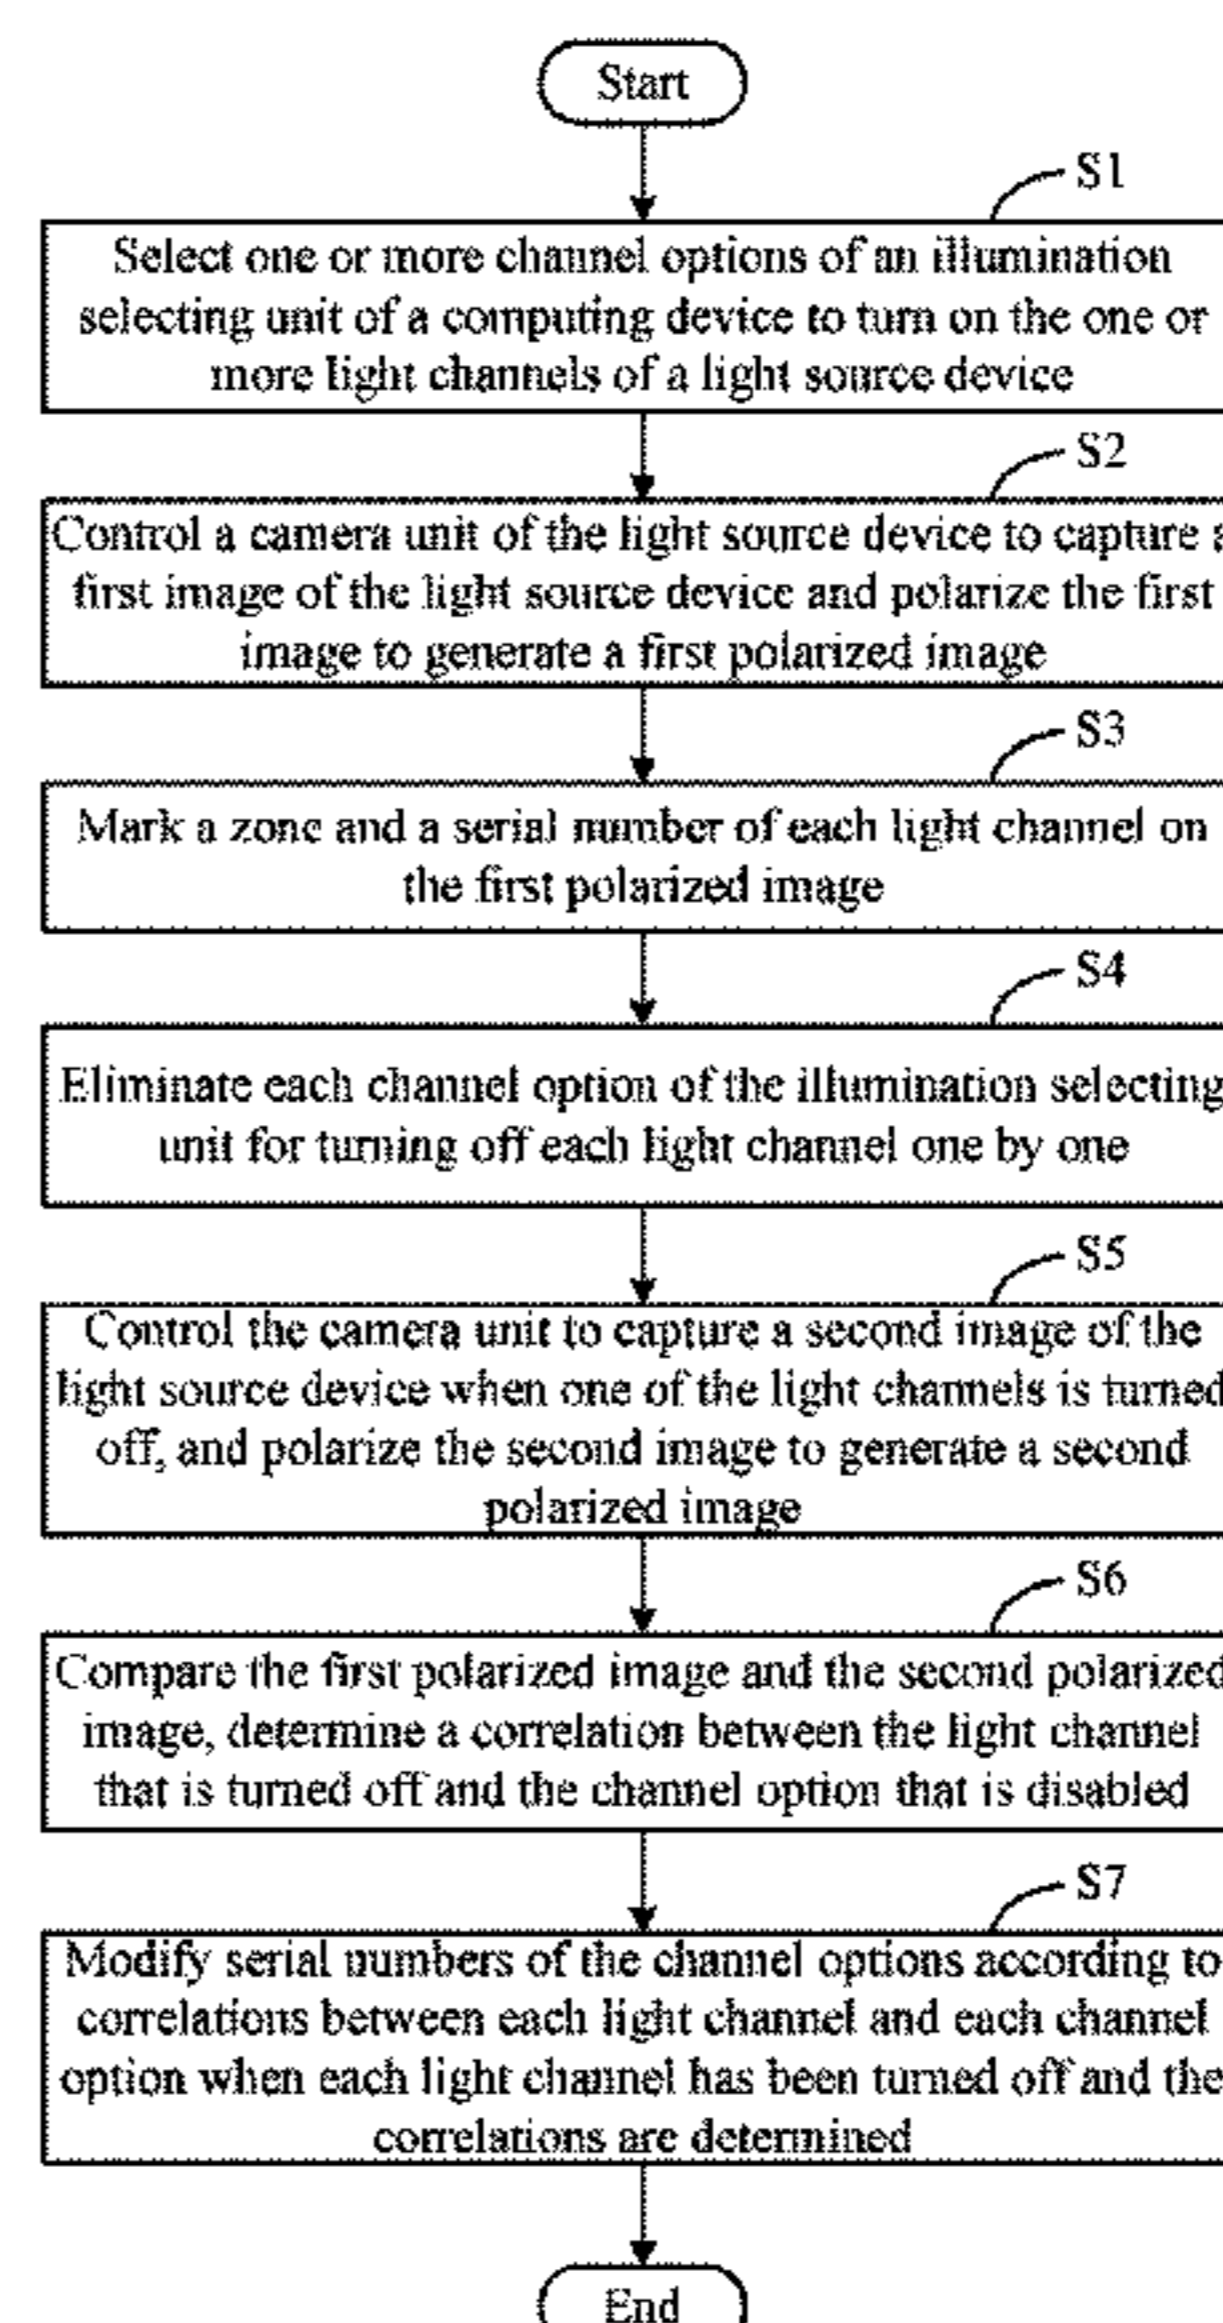 Start
S1
Select one or more channel options of an illumination
selecting unit of a computing device to turn on the one or
more light channels of a light source device
S2
Control a camera unit of the light source device to capture a
first image of the light source device and polarize the first
image to generate a first polarized image
S3
Mark a zone and a serial number of each light channel on
the first polarized image
S4
Eliminate each channel option of the illumination selecting
unit for turning off each light channel one by one
S5
Control the camera unit to capture a second image of the
light source device when one of the light channels is turned
off, and polarize the second image to generate a second
polarized image
S6
Compare the first polarized image and the second polarized
image, determine a correlation between the light channel
that is turned off and the channel option that is disabled
S7
Modify serial numbers of the channel options according to
correlations between each light channel and each channel
option when each light channel has been turned off and the
correlations are determined
End